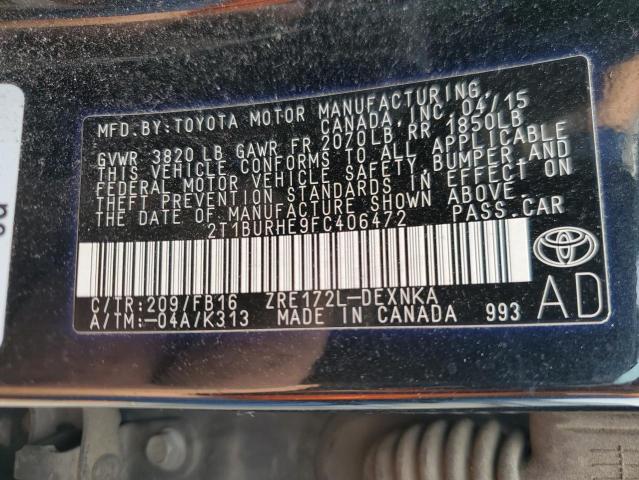 MFD.BY:TOYOTA MOTOR MANUFACTURING,
CANADA, INC. 04/15
GVWR 3820 LB GAWR FR 2020LB, RR 1850LB
THIS VEHICLE CONFORMS TO ALL APPLICABLE
FEDERAL MOTOR VEHICLE SAFETY, BUMPER, AND
THEFT PREVENTION STANDARDS IN EFFECT ON
THE DATE OF MANUFACTURE SHOWN ABOVE.
2T1BURHE9FC406472 PASS.CAR
C/TR:209/FB16 ZRE172L-DEXNKA
A/TM:-04A/K313 MADE IN CANADA 993
AD